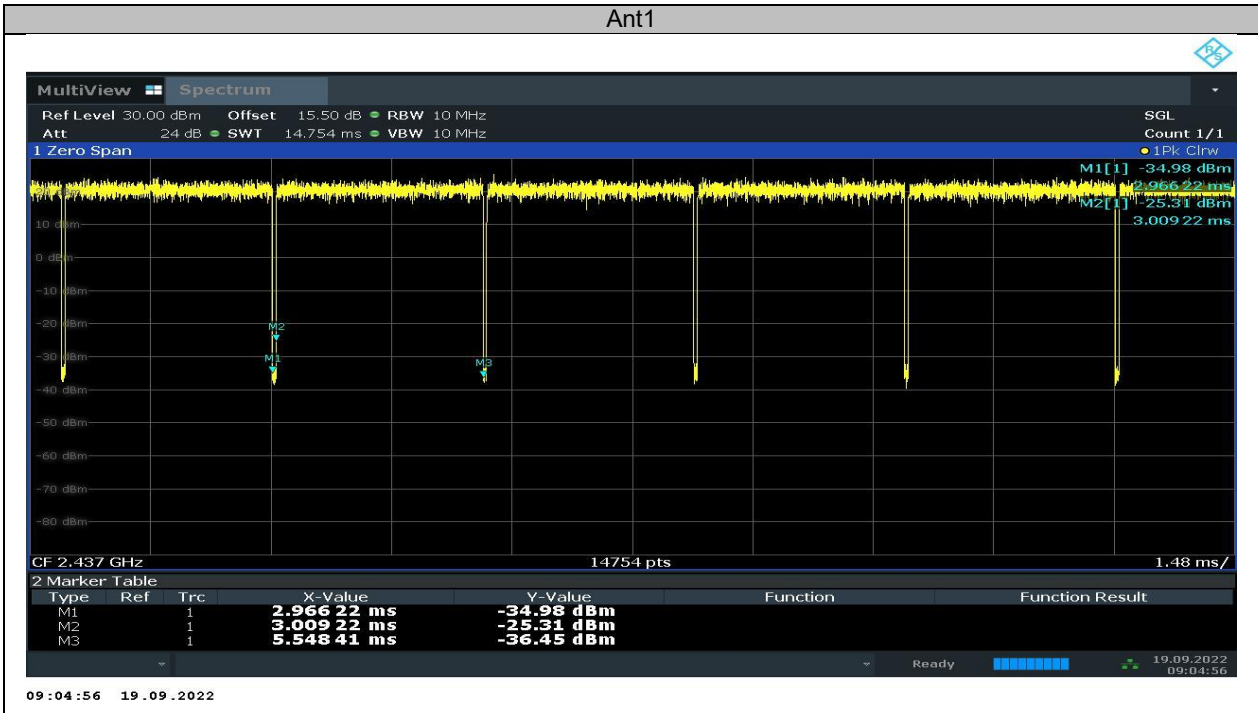 Ant1
R&S
MultiView Spectrum
Ref Level 30.00 dBm Offset 15.50 dB RBW 10 MHz SGL
Att 24 dB SWT 14.754 ms VBW 10 MHz Count 1/1
1 Zero Span 1Pk Clrw
M1[1] -34.98 dBm
2.966 22 ms
M2[1] -25.31 dBm
10 dBm
3.009 22 ms
0 dBm
-10 dBm
-20 dBm
M2
-30 dBm
M1
M3
-40 dBm
-50 dBm
-60 dBm
-70 dBm
-80 dBm
CF 2.437 GHz 14754 pts 1.48 ms/
2 Marker Table
Type Ref Trc X-Value Y-Value Function Function Result
M1 1 2.966 22 ms -34.98 dBm
M2 1 3.009 22 ms -25.31 dBm
M3 1 5.548 41 ms -36.45 dBm
Ready 19.09.2022
09:04:56
09:04:56 19.09.2022